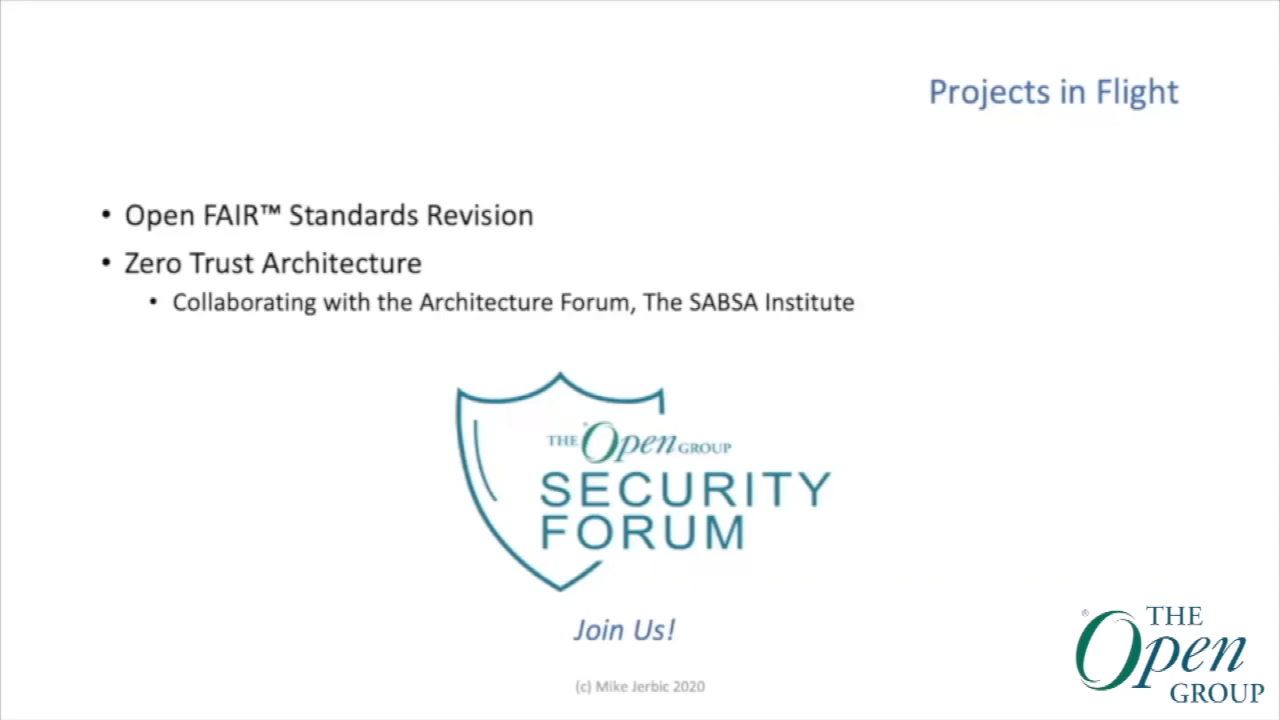 Projects in Flight
• Open FAIR™ Standards Revision
• Zero Trust Architecture
• Collaborating with the Architecture Forum, The SABSA Institute
THE Open GROUP
SECURITY
FORUM
Join Us!
(c) Mike Jerbic 2020
® THE
Open
GROUP